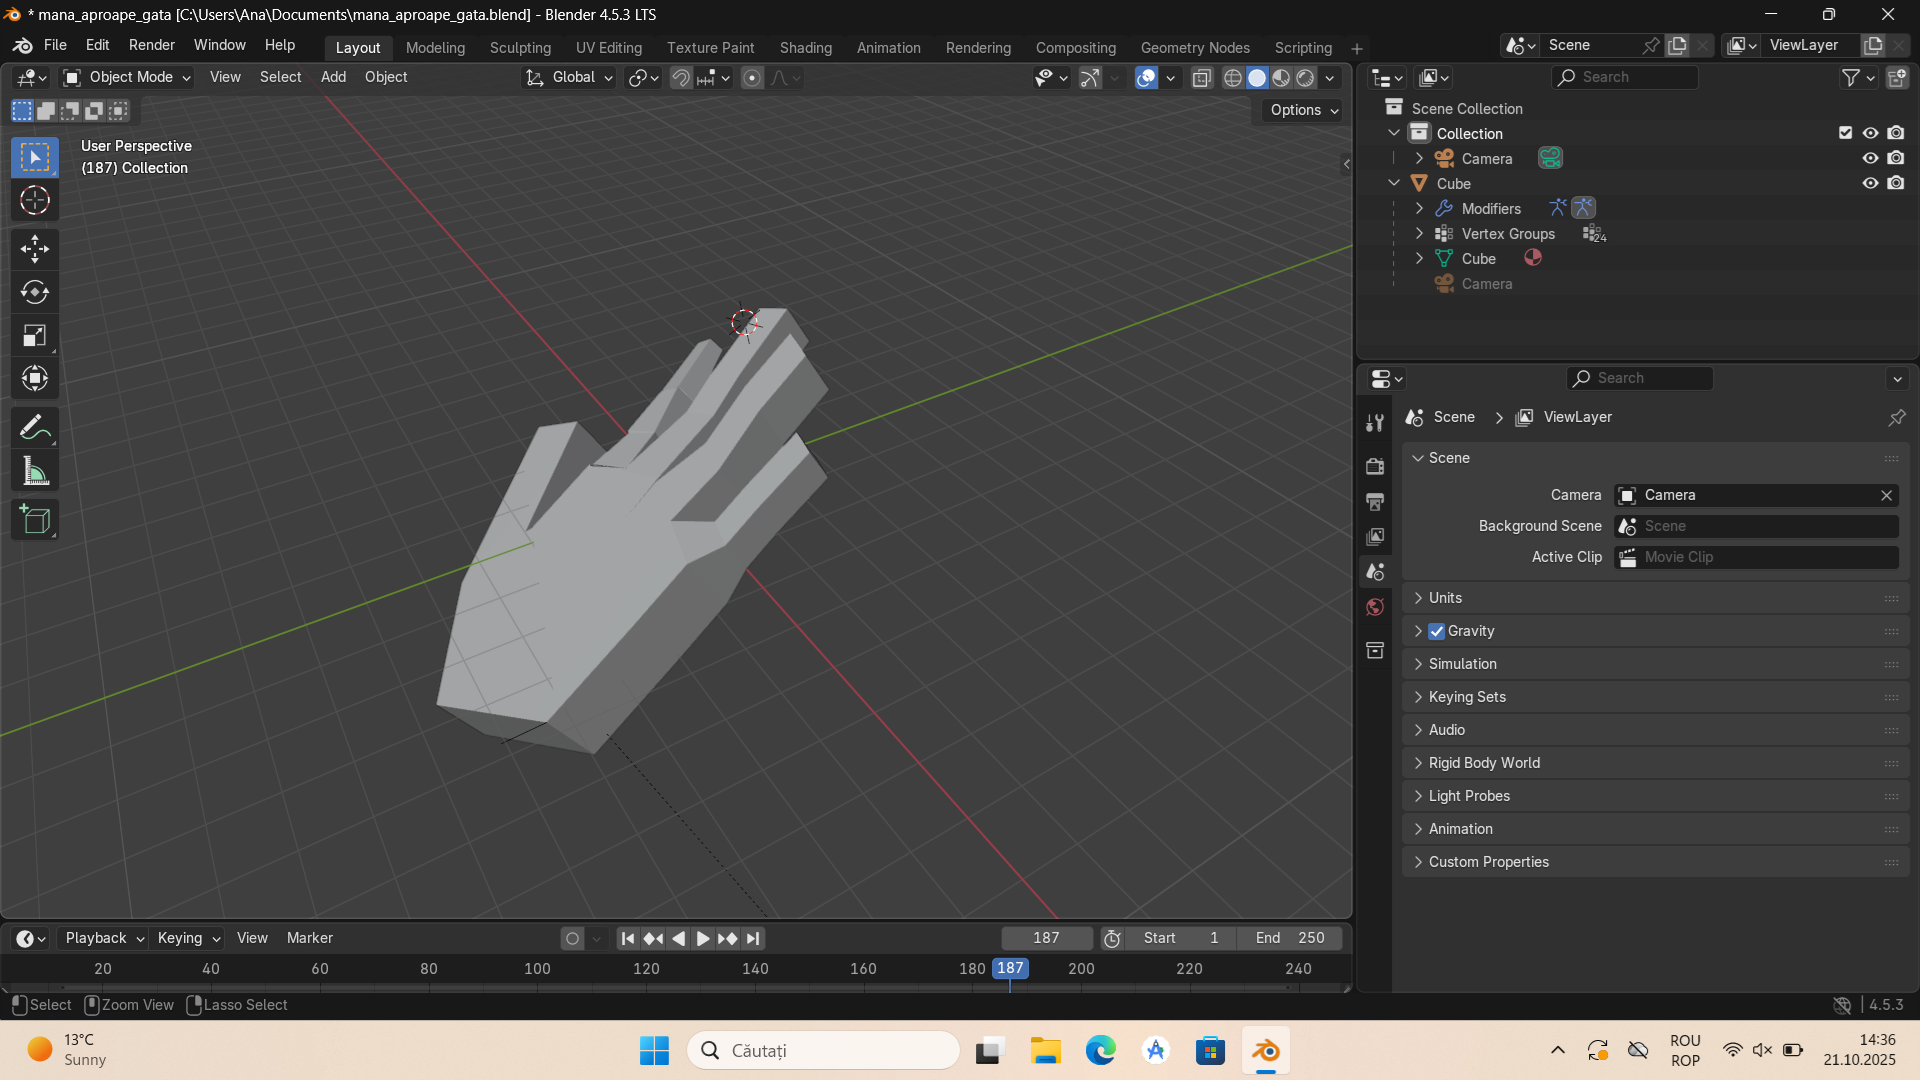 * mana_aproape_gata [C:\Users\Ana\Documents\mana_aproape_gata.blend] - Blender 4.5.3 LTS
File Edit Render Window Help Layout Modeling Sculpting UV Editing Texture Paint Shading Animation Rendering Compositing Geometry Nodes Scripting + Scene ViewLayer
Object Mode View Select Add Object Global Search
Options
User Perspective
(187) Collection
Scene Collection
Collection
Camera
Cube
Modifiers
Vertex Groups 24
Cube
Camera
Search
Scene > ViewLayer
Scene
Camera Camera
Background Scene Scene
Active Clip Movie Clip
Units
Gravity
Simulation
Keying Sets
Audio
Rigid Body World
Light Probes
Animation
Custom Properties
Playback Keying View Marker 187 Start 1 End 250
20 40 60 80 100 120 140 160 180 187 200 220 240
Select Zoom View Lasso Select 4.5.3
13°C
Sunny
Căutați
ROU
ROP
14:36
21.10.2025